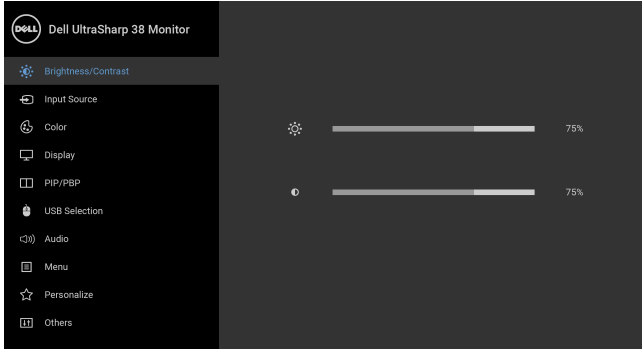 DELL
Dell UltraSharp 38 Monitor
Brightness/Contrast
Input Source
Color
Display
PIP/PBP
USB Selection
Audio
Menu
Personalize
Others
75%
75%